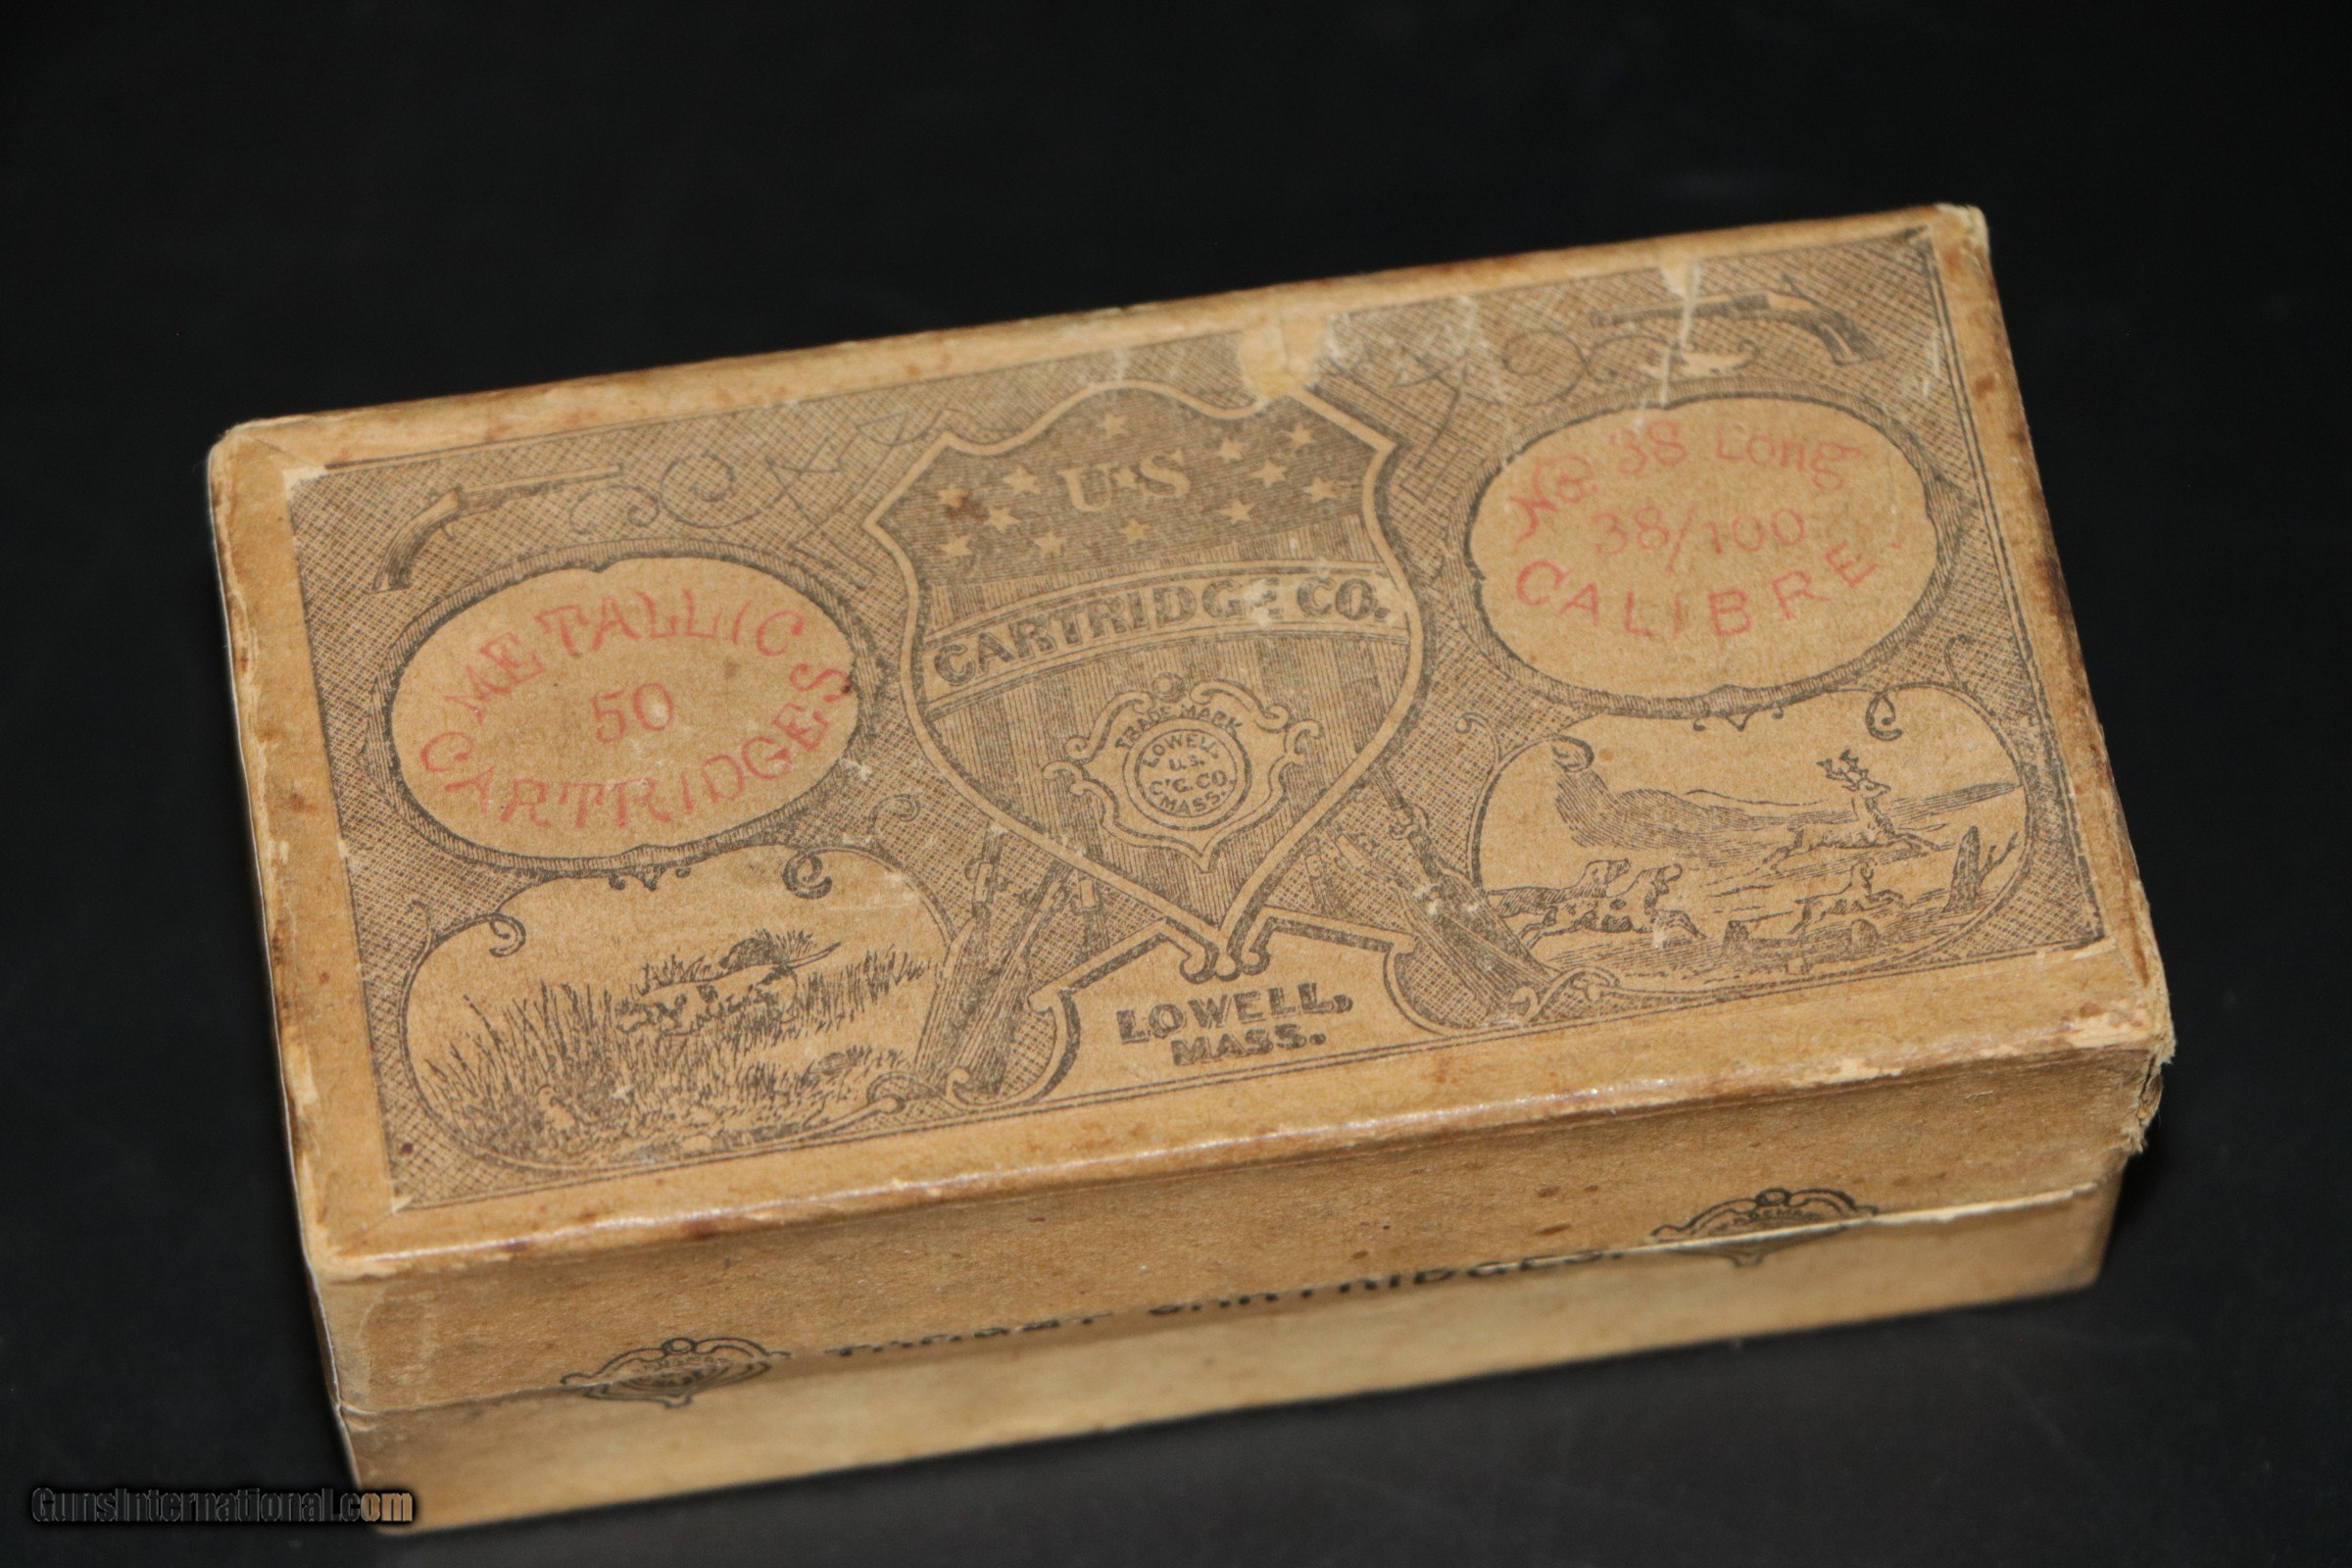 U.S
CARTRIDGE CO.
TRADE MARK
LOWELL
U.S.
C'G. CO.
MASS.
METALLIC
50
CARTRIDGES
No. 38 Long
38/100
CALIBRE.
LOWELL,
MASS.
TARGET CARTRIDGES.
GunsInternational.com